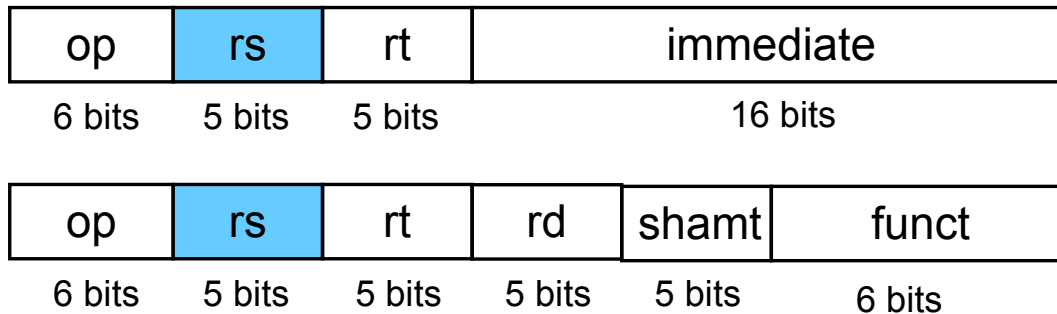 op rs rt immediate
6 bits 5 bits 5 bits 16 bits
op rs rt rd shamt funct
6 bits 5 bits 5 bits 5 bits 5 bits 6 bits